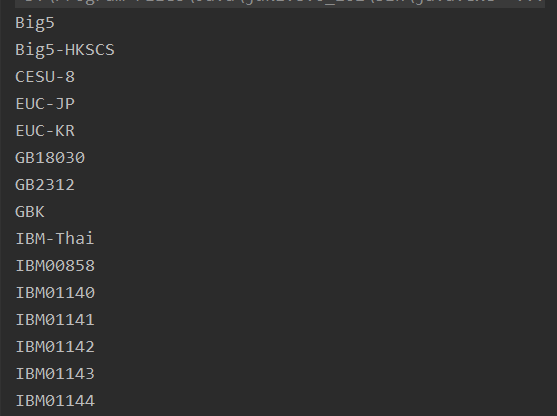 Big5
Big5-HKSCS
CESU-8
EUC-JP
EUC-KR
GB18030
GB2312
GBK
IBM-Thai
IBM00858
IBM01140
IBM01141
IBM01142
IBM01143
IBM01144